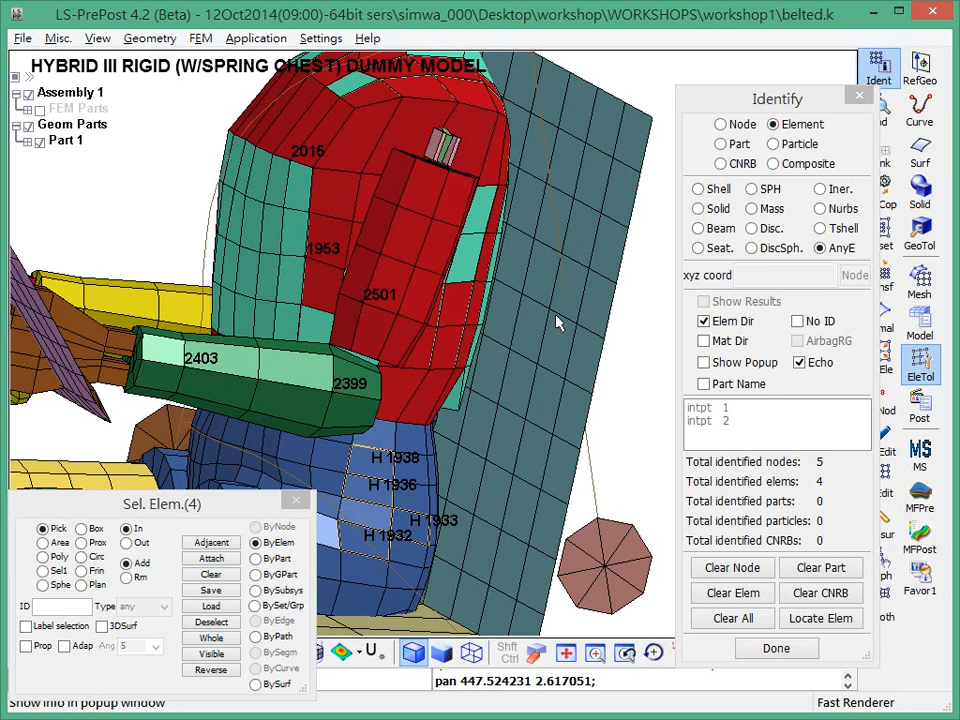 LS-PrePost 4.2 (Beta) - 12Oct2014(09:00)-64bit sers\simwa_000\Desktop\workshop\WORKSHOPS\workshop1\belted.k
File Misc. View Geometry FEM Application Settings Help
HYBRID III RIGID (W/SPRING CHEST) DUMMY MODEL
Assembly 1
FEM Parts
Geom Parts
Part 1
2015
1953
2501
2403
2399
H 1938
H 1936
H 1933
H 1932
Identify
Node Element
Part Particle
CNRB Composite
Shell SPH Iner.
Solid Mass Nurbs
Beam Disc. Tshell
Seat. DiscSph. AnyE
xyz coord Node
Show Results
Elem Dir No ID
Mat Dir AirbagRG
Show Popup Echo
Part Name
intpt 1
intpt 2
Total identified nodes: 5
Total identified elems: 4
Total identified parts: 0
Total identified particles: 0
Total identified CNRBs: 0
Clear Node Clear Part
Clear Elem Clear CNRB
Clear All Locate Elem
Done
Ident RefGeo
Curve
Surf
Solid
GeoTol
Mesh
Model
EleTol
Post
MS
MS
MFPre
MFPost
Favor1
Sel. Elem.(4)
Pick Box In
Area Prox Out
Poly Circ
Sel1 Frin Add
Sphe Plan Rm
ID Type any
Label selection 3DSurf
Prop Adap Ang 5
Adjacent
Attach
Clear
Save
Load
Deselect
Whole
Visible
Reverse
ByNode
ByElem
ByPart
ByGPart
BySubsys
BySet/Grp
ByEdge
ByPath
BySegm
ByCurve
BySurf
Shft
Ctrl
pan 447.524231 2.617051;
Show info in popup window
Fast Renderer